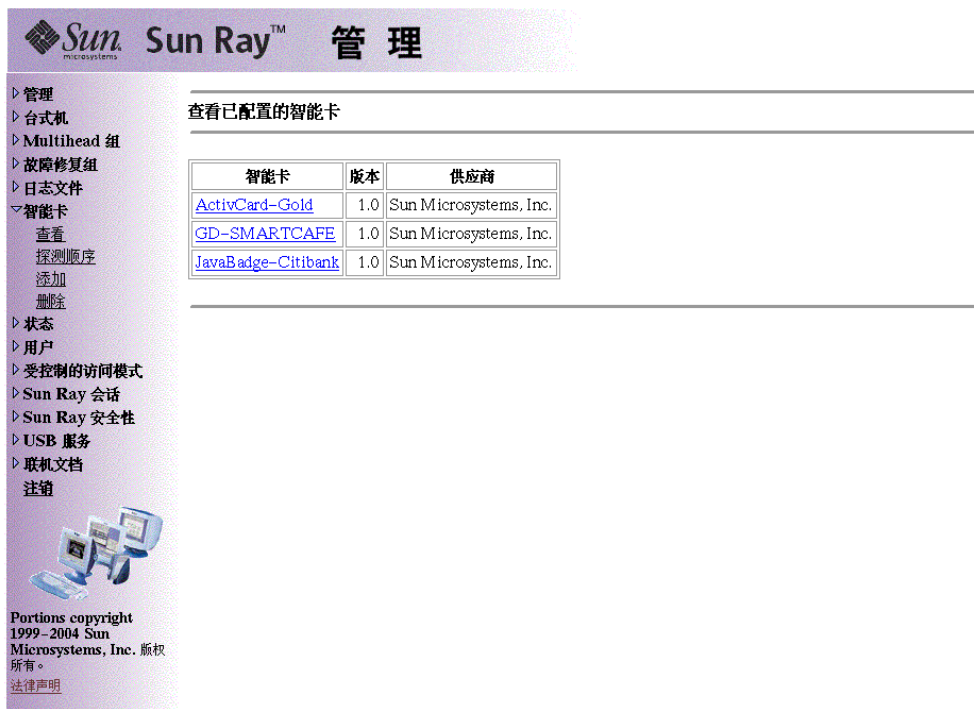 Sun microsystems Sun Ray™ 管 理
管理
台式机
Multihead 组
故障修复组
日志文件
智能卡
查看
探测顺序
添加
删除
状态
用户
受控制的访问模式
Sun Ray 会话
Sun Ray 安全性
USB 服务
联机文档
注销
Portions copyright
1999-2004 Sun
Microsystems, Inc. 版权
所有。
法律声明
查看已配置的智能卡
智能卡 版本 供应商
ActivCard-Gold 1.0 Sun Microsystems, Inc.
GD-SMARTCAFE 1.0 Sun Microsystems, Inc.
JavaBadge-Citibank 1.0 Sun Microsystems, Inc.